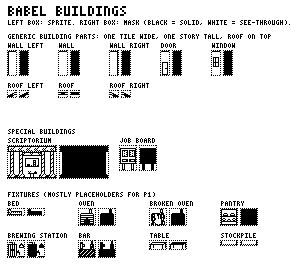 BABEL BUILDINGS
LEFT BOX: SPRITE. RIGHT BOX: MASK (BLACK = SOLID, WHITE = SEE-THROUGH).
GENERIC BUILDING PARTS: ONE TILE WIDE, ONE STORY TALL, ROOF ON TOP
WALL LEFT WALL WALL RIGHT DOOR WINDOW
ROOF LEFT ROOF ROOF RIGHT
SPECIAL BUILDINGS
SCRIPTORIUM JOB BOARD
FIXTURES (MOSTLY PLACEHOLDERS FOR P1)
BED OVEN BROKEN OVEN PANTRY
BREWING STATION BAR TABLE STOCKPILE